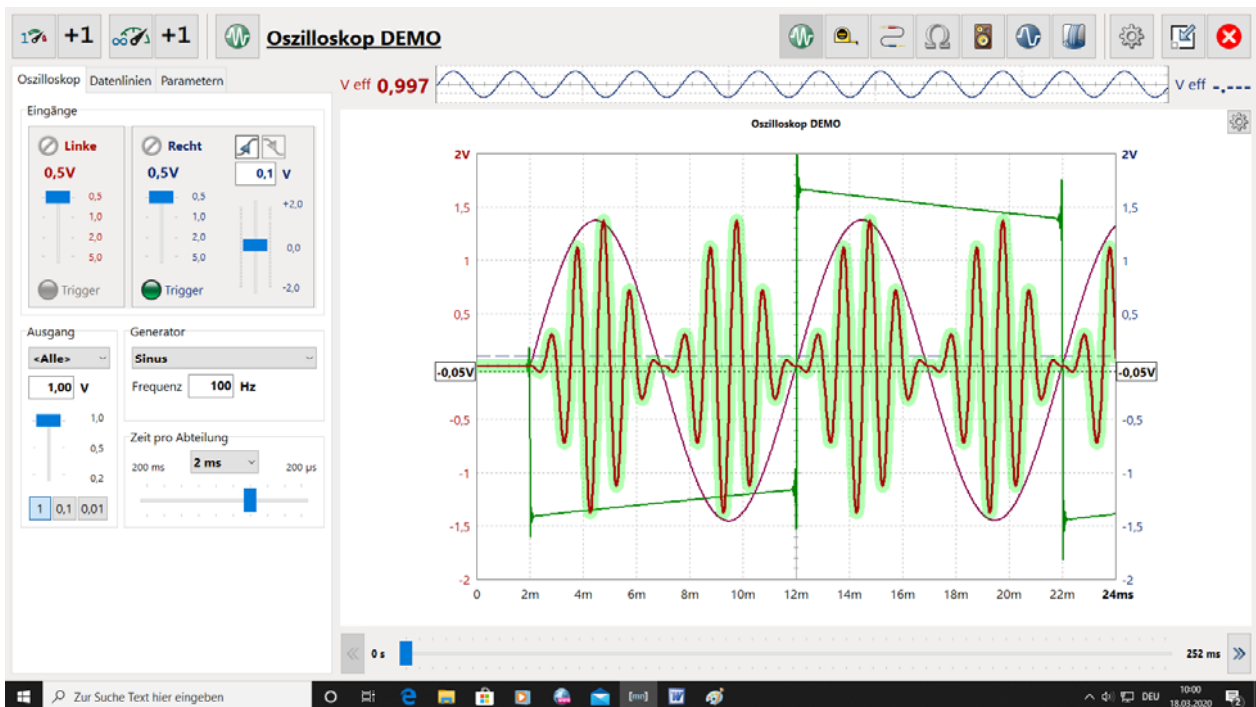 1 +1 +1 Oszilloskop DEMO
Oszilloskop Datenlinien Parametern
V eff 0,997 V eff -.---
Eingänge
Linke Recht
0,5V 0,5V 0,1 V
0,5 0,5 +2,0
1,0 1,0
2,0 2,0 0,0
5,0 5,0
Trigger Trigger -2,0
Ausgang Generator
<Alle> Sinus
1,00 V Frequenz 100 Hz
1,0
0,5
0,2
1 0,1 0,01
Zeit pro Abteilung
200 ms 2 ms 200 µs
Oszilloskop DEMO
2V 2V
1,5 1,5
1 1
0,5 0,5
-0,05V -0,05V
-0,5 -0,5
-1 -1
-1,5 -1,5
-2 -2
0 2m 4m 6m 8m 10m 12m 14m 16m 18m 20m 22m 24ms
0 s 252 ms
Zur Suche Text hier eingeben [mn] W DEU 10:00
18.03.2020 2